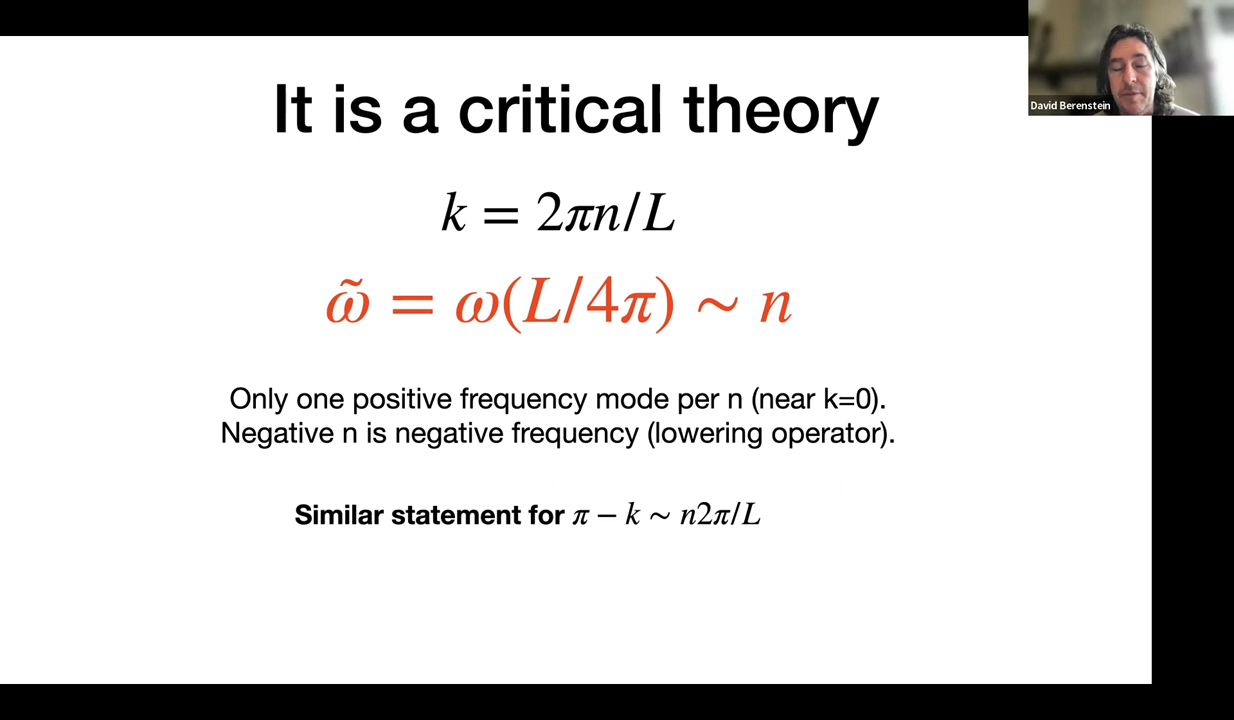 It is a critical theory
David Berenstein
k = 2πn/L
ω̃ = ω(L/4π) ∼ n
Only one positive frequency mode per n (near k=0).
Negative n is negative frequency (lowering operator).
Similar statement for π − k ∼ n2π/L